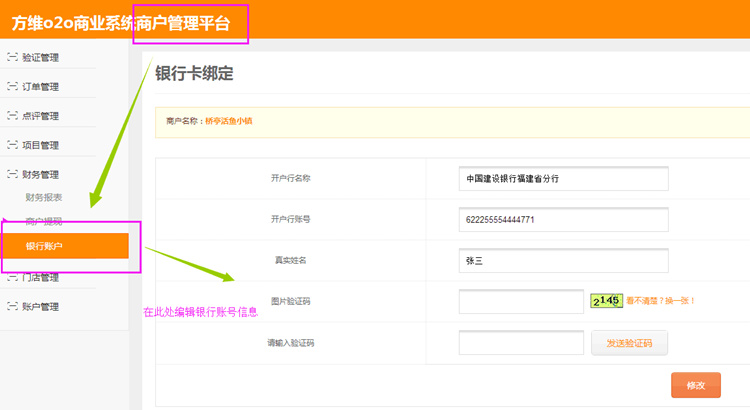 方维o2o商业系统商户管理平台
验证管理
订单管理
点评管理
项目管理
财务管理
财务报表
商户提现
银行账户
门店管理
账户管理
银行卡绑定
商户名称：桥亭活鱼小镇
开户行名称 中国建设银行福建省分行
开户行账号 622255554444771
真实姓名 张三
图片验证码 2145 看不清楚？换一张！
请输入验证码 发送验证码
修改
在此处编辑银行账号信息